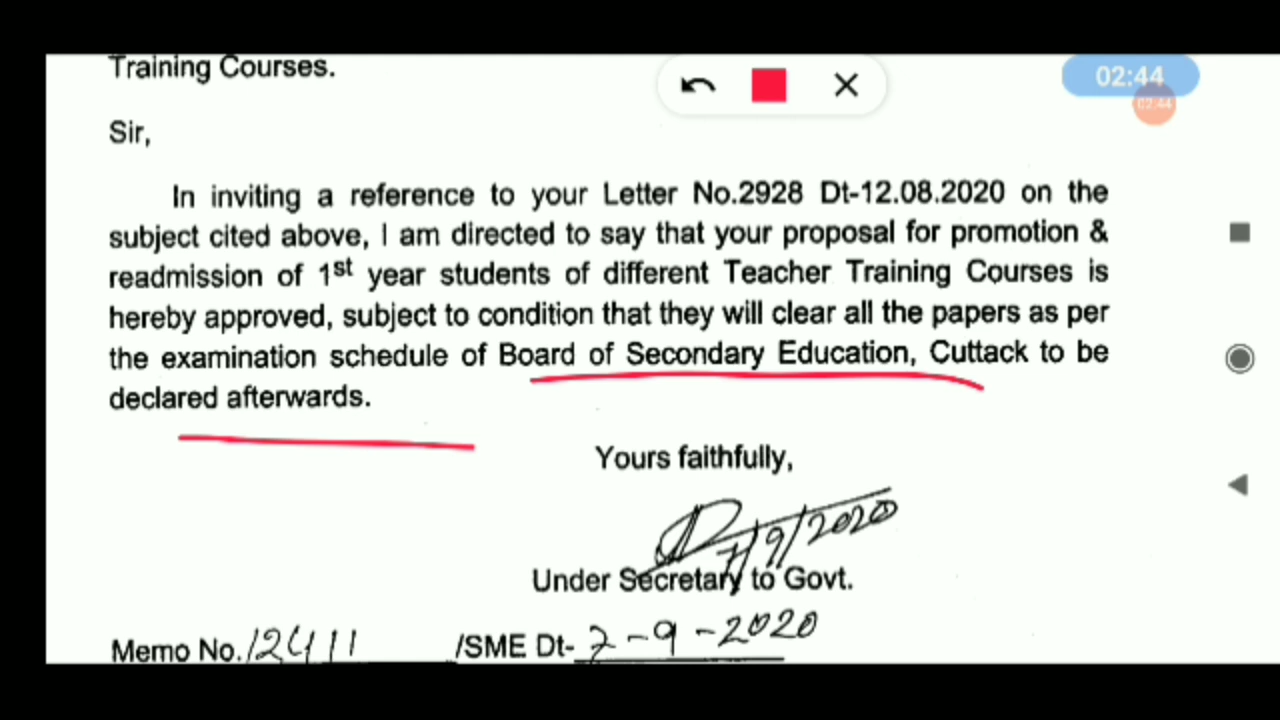 Training Courses.
02:44
02:44
Sir,
In inviting a reference to your Letter No.2928 Dt-12.08.2020 on the
subject cited above, I am directed to say that your proposal for promotion &
readmission of 1st year students of different Teacher Training Courses is
hereby approved, subject to condition that they will clear all the papers as per
the examination schedule of Board of Secondary Education, Cuttack to be
declared afterwards.
Yours faithfully,
7/9/2020
Under Secretary to Govt.
Memo No. 12411 /SME Dt- 7-9-2020